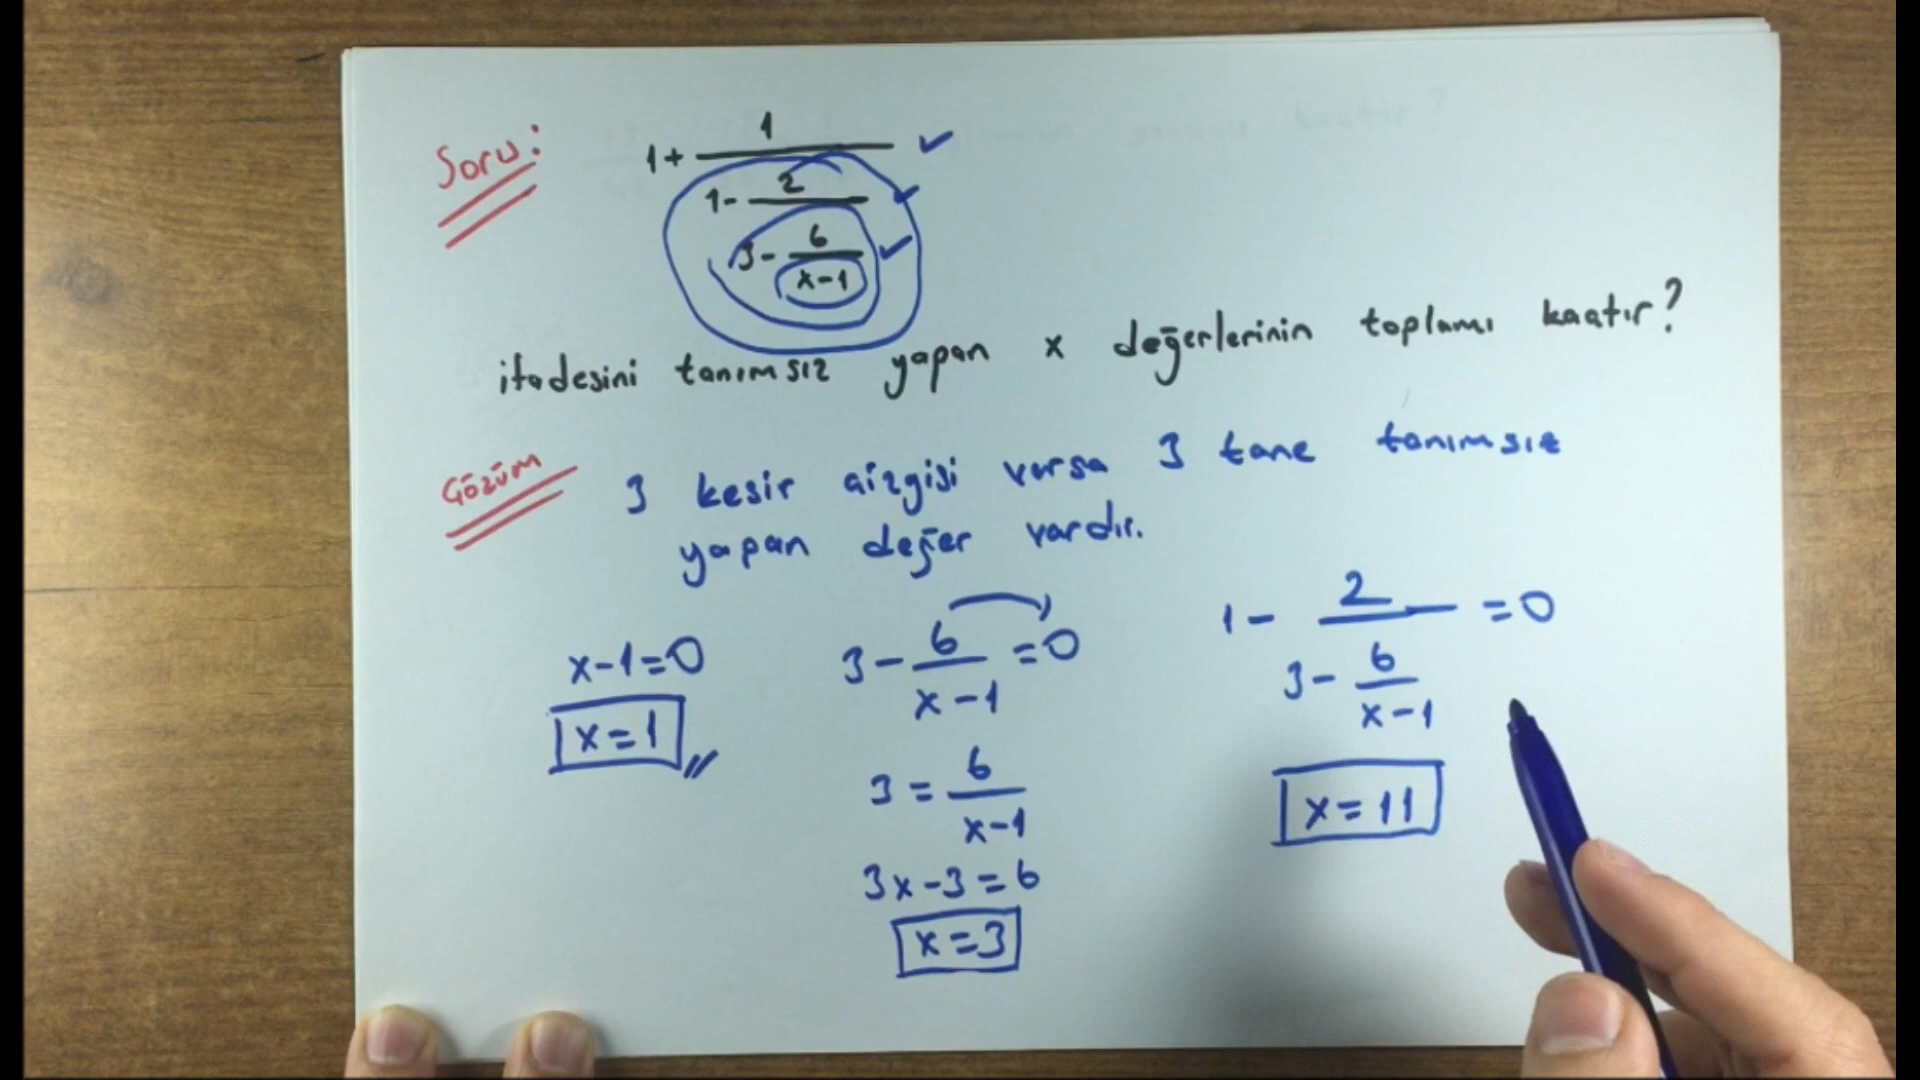 Soru:
1+ 1
1- 2
3- 6
x-1
ifadesini tanımsız yapan x değerlerinin toplamı kaçtır?
Çözüm
3 kesir çizgisi varsa 3 tane tanımsız
yapan değer vardır.
x-1=0
x=1
3- 6/(x-1) =0
3= 6/(x-1)
3x-3=6
x=3
1- 2/(3- 6/(x-1)) =0
x=11